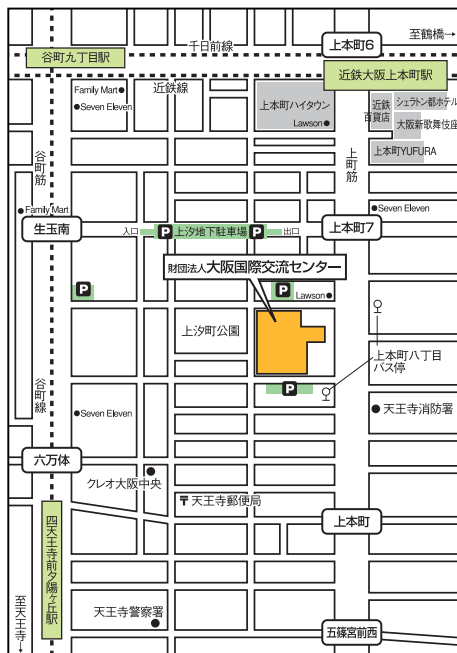 至鶴橋→
千日前線
上本町6
谷町九丁目駅
近鉄大阪上本町駅
近鉄線
Family Mart
Seven Eleven
上本町ハイタウン
Lawson
近鉄
百貨店
シェラトン都ホテル
大阪新歌舞伎座
上本町YUFURA
谷町筋
上町筋
Family Mart
Seven Eleven
生玉南
入口
P
上汐地下駐車場
P
出口
上本町7
財団法人大阪国際交流センター
P
P
Lawson
上汐町公園
上本町八丁目
バス停
谷町線
P
Seven Eleven
天王寺消防署
六万体
クレオ大阪中央
〒天王寺郵便局
上本町
四天王寺前夕陽ヶ丘駅
至天王寺→
天王寺警察署
五篠宮前西